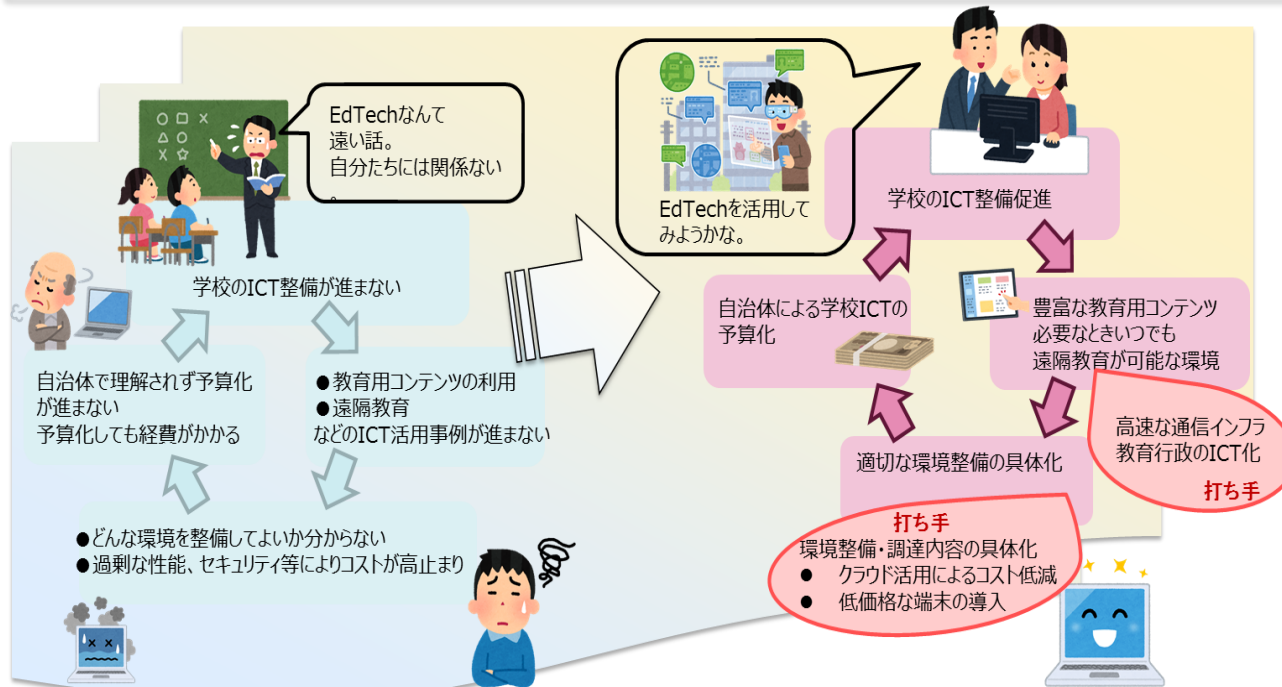 EdTechなんて
遠い話。
自分たちには関係ない
。
学校のICT整備が進まない
自治体で理解されず予算化
が進まない
予算化しても経費がかかる
●教育用コンテンツの利用
●遠隔教育
などのICT活用事例が進まない
●どんな環境を整備してよいか分からない
●過剰な性能、セキュリティ等によりコストが高止まり
EdTechを活用して
みようかな。
学校のICT整備促進
自治体による学校ICTの
予算化
豊富な教育用コンテンツ
必要なときいつでも
遠隔教育が可能な環境
高速な通信インフラ
教育行政のICT化
打ち手
適切な環境整備の具体化
打ち手
環境整備・調達内容の具体化
● クラウド活用によるコスト低減
● 低価格な端末の導入